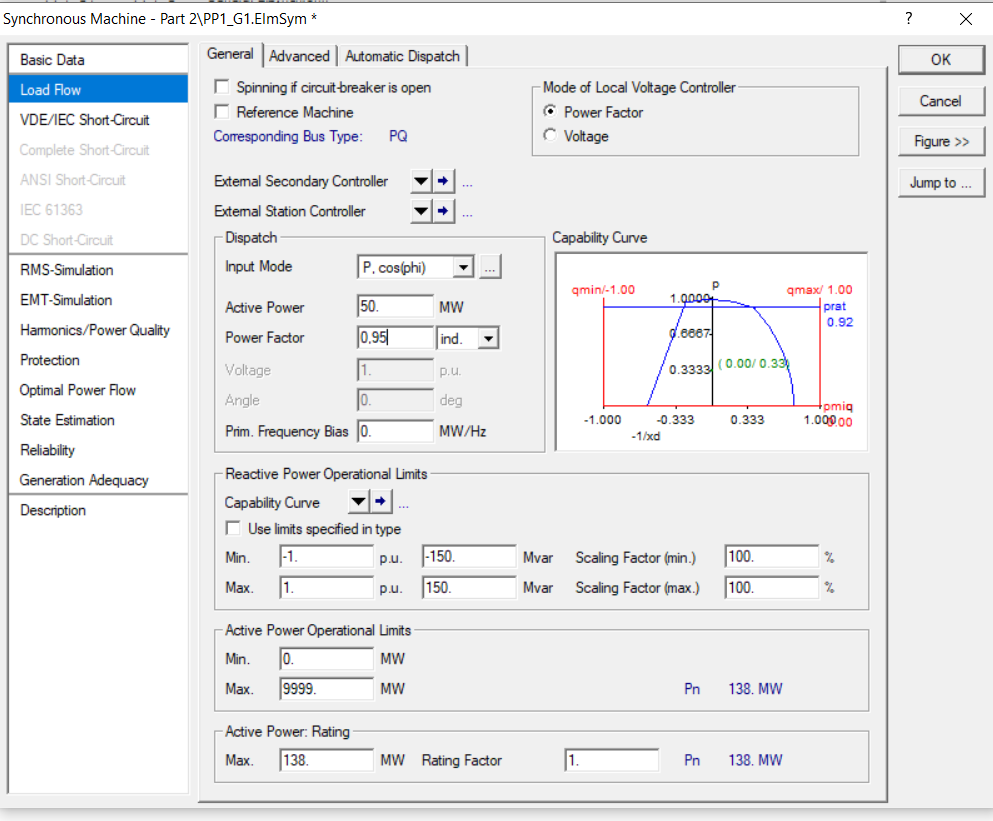 Synchronous Machine - Part 2\PP1_G1.ElmSym *
?
Basic Data
Load Flow
VDE/IEC Short-Circuit
Complete Short-Circuit
ANSI Short-Circuit
IEC 61363
DC Short-Circuit
RMS-Simulation
EMT-Simulation
Harmonics/Power Quality
Protection
Optimal Power Flow
State Estimation
Reliability
Generation Adequacy
Description
General Advanced Automatic Dispatch
Spinning if circuit-breaker is open
Reference Machine
Corresponding Bus Type: PQ
Mode of Local Voltage Controller
Power Factor
Voltage
External Secondary Controller ...
External Station Controller ...
Dispatch
Input Mode P, cos(phi) ...
Active Power 50. MW
Power Factor 0,95 ind.
Voltage 1. p.u.
Angle 0. deg
Prim. Frequency Bias 0. MW/Hz
Capability Curve
p
qmin/-1.00 qmax/ 1.00
1.0000 prat
0.92
0.6667
0.3333 ( 0.00/ 0.33)
pmiq
0.00
-1.000 -0.333 0.333 1.000
-1/xd
Reactive Power Operational Limits
Capability Curve ...
Use limits specified in type
Min. -1. p.u. -150. Mvar Scaling Factor (min.) 100. %
Max. 1. p.u. 150. Mvar Scaling Factor (max.) 100. %
Active Power Operational Limits
Min. 0. MW
Max. 9999. MW Pn 138. MW
Active Power: Rating
Max. 138. MW Rating Factor 1. Pn 138. MW
OK
Cancel
Figure >>
Jump to ...